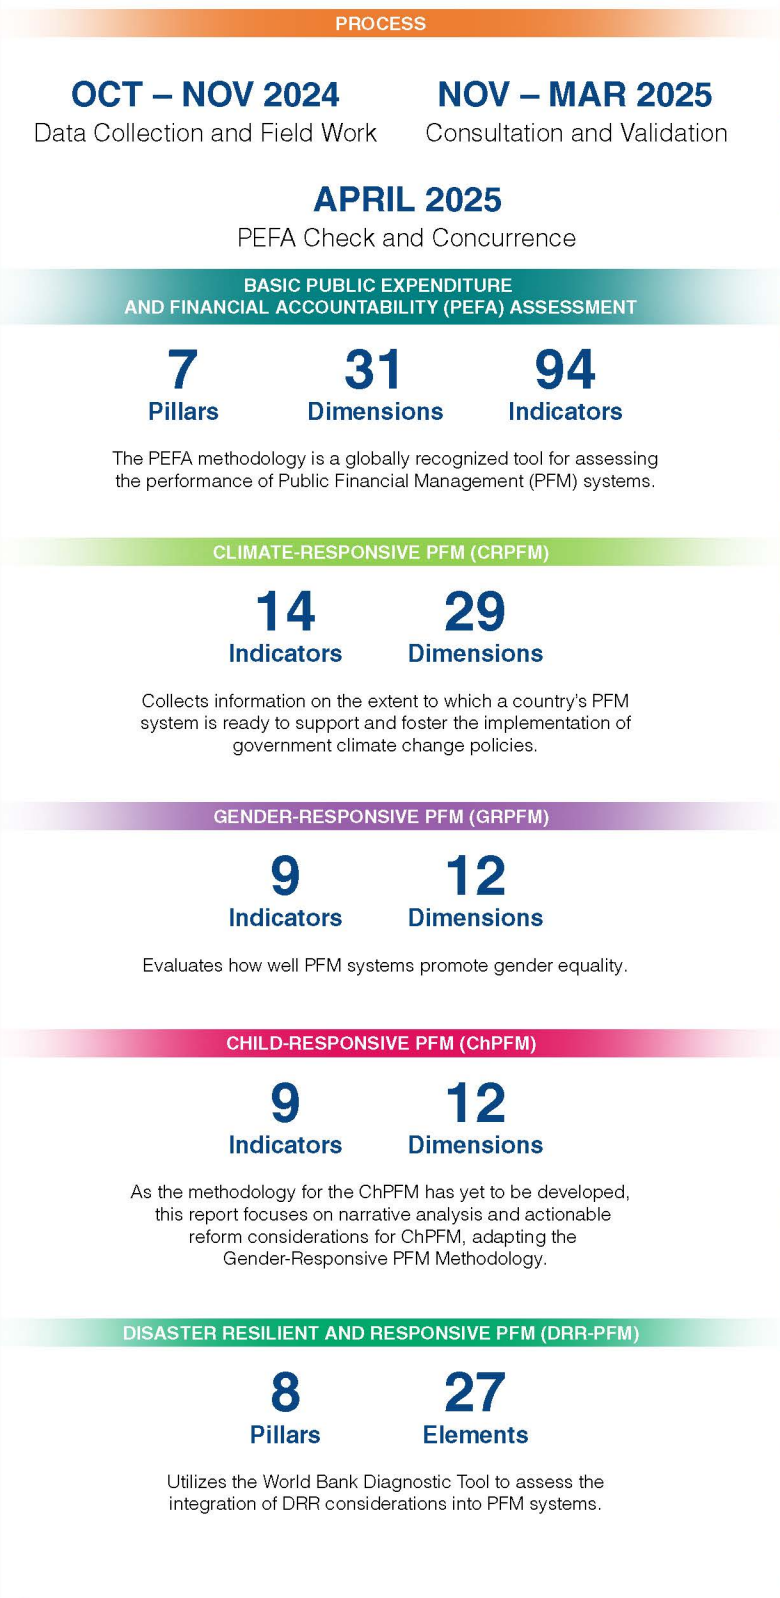 PROCESS
OCT – NOV 2024
Data Collection and Field Work
NOV – MAR 2025
Consultation and Validation
APRIL 2025
PEFA Check and Concurrence
BASIC PUBLIC EXPENDITURE
AND FINANCIAL ACCOUNTABILITY (PEFA) ASSESSMENT
7
Pillars
31
Dimensions
94
Indicators
The PEFA methodology is a globally recognized tool for assessing
the performance of Public Financial Management (PFM) systems.
CLIMATE-RESPONSIVE PFM (CRPFM)
14
Indicators
29
Dimensions
Collects information on the extent to which a country’s PFM
system is ready to support and foster the implementation of
government climate change policies.
GENDER-RESPONSIVE PFM (GRPFM)
9
Indicators
12
Dimensions
Evaluates how well PFM systems promote gender equality.
CHILD-RESPONSIVE PFM (ChPFM)
9
Indicators
12
Dimensions
As the methodology for the ChPFM has yet to be developed,
this report focuses on narrative analysis and actionable
reform considerations for ChPFM, adapting the
Gender-Responsive PFM Methodology.
DISASTER RESILIENT AND RESPONSIVE PFM (DRR-PFM)
8
Pillars
27
Elements
Utilizes the World Bank Diagnostic Tool to assess the
integration of DRR considerations into PFM systems.